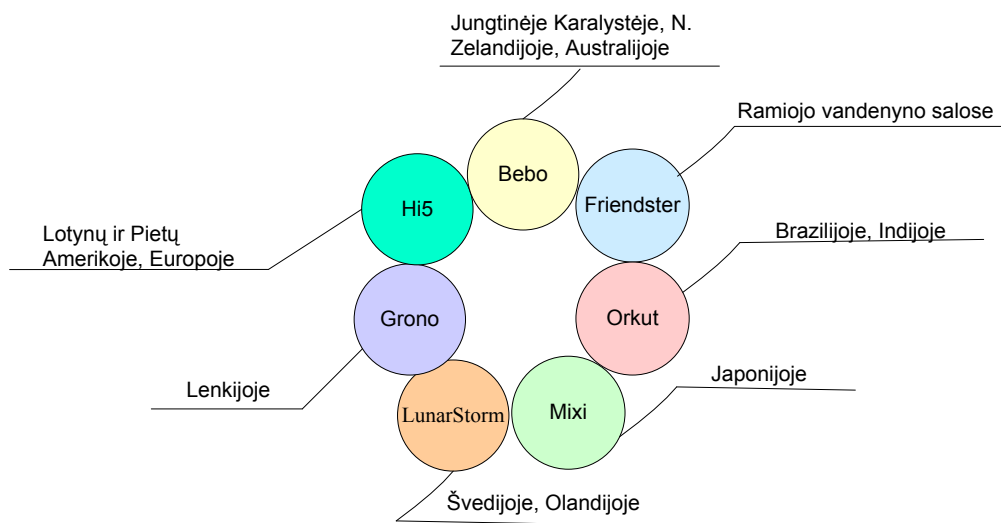 Jungtinėje Karalystėje, N.
Zelandijoje, Australijoje
Ramiojo vandenyno salose
Bebo
Friendster
Hi5
Brazilijoje, Indijoje
Lotynų ir Pietų
Amerikoje, Europoje
Grono
Orkut
Japonijoje
Lenkijoje
LunarStorm
Mixi
Švedijoje, Olandijoje